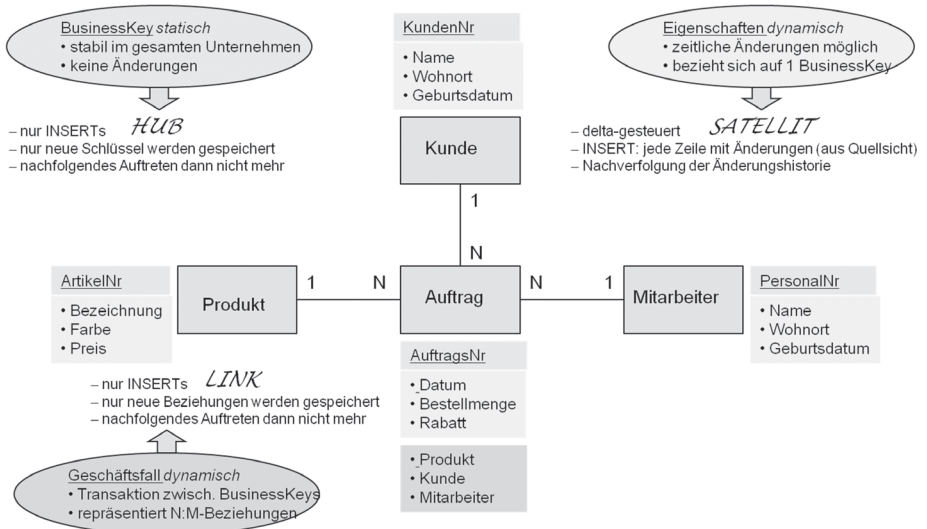 BusinessKey statisch
• stabil im gesamten Unternehmen
• keine Änderungen
HUB
– nur INSERTs
– nur neue Schlüssel werden gespeichert
– nachfolgendes Auftreten dann nicht mehr
KundenNr
• Name
• Wohnort
• Geburtsdatum
Kunde
Eigenschaften dynamisch
• zeitliche Änderungen möglich
• bezieht sich auf 1 BusinessKey
SATELLIT
– delta-gesteuert
– INSERT: jede Zeile mit Änderungen (aus Quellsicht)
– Nachverfolgung der Änderungshistorie
1
N
ArtikelNr
• Bezeichnung
• Farbe
• Preis
Produkt
1
N
Auftrag
N
1
Mitarbeiter
PersonalNr
• Name
• Wohnort
• Geburtsdatum
AuftragsNr
• Datum
• Bestellmenge
• Rabatt
• Produkt
• Kunde
• Mitarbeiter
LINK
– nur INSERTs
– nur neue Beziehungen werden gespeichert
– nachfolgendes Auftreten dann nicht mehr
Geschäftsfall dynamisch
• Transaktion zwisch. BusinessKeys
• repräsentiert N:M-Beziehungen